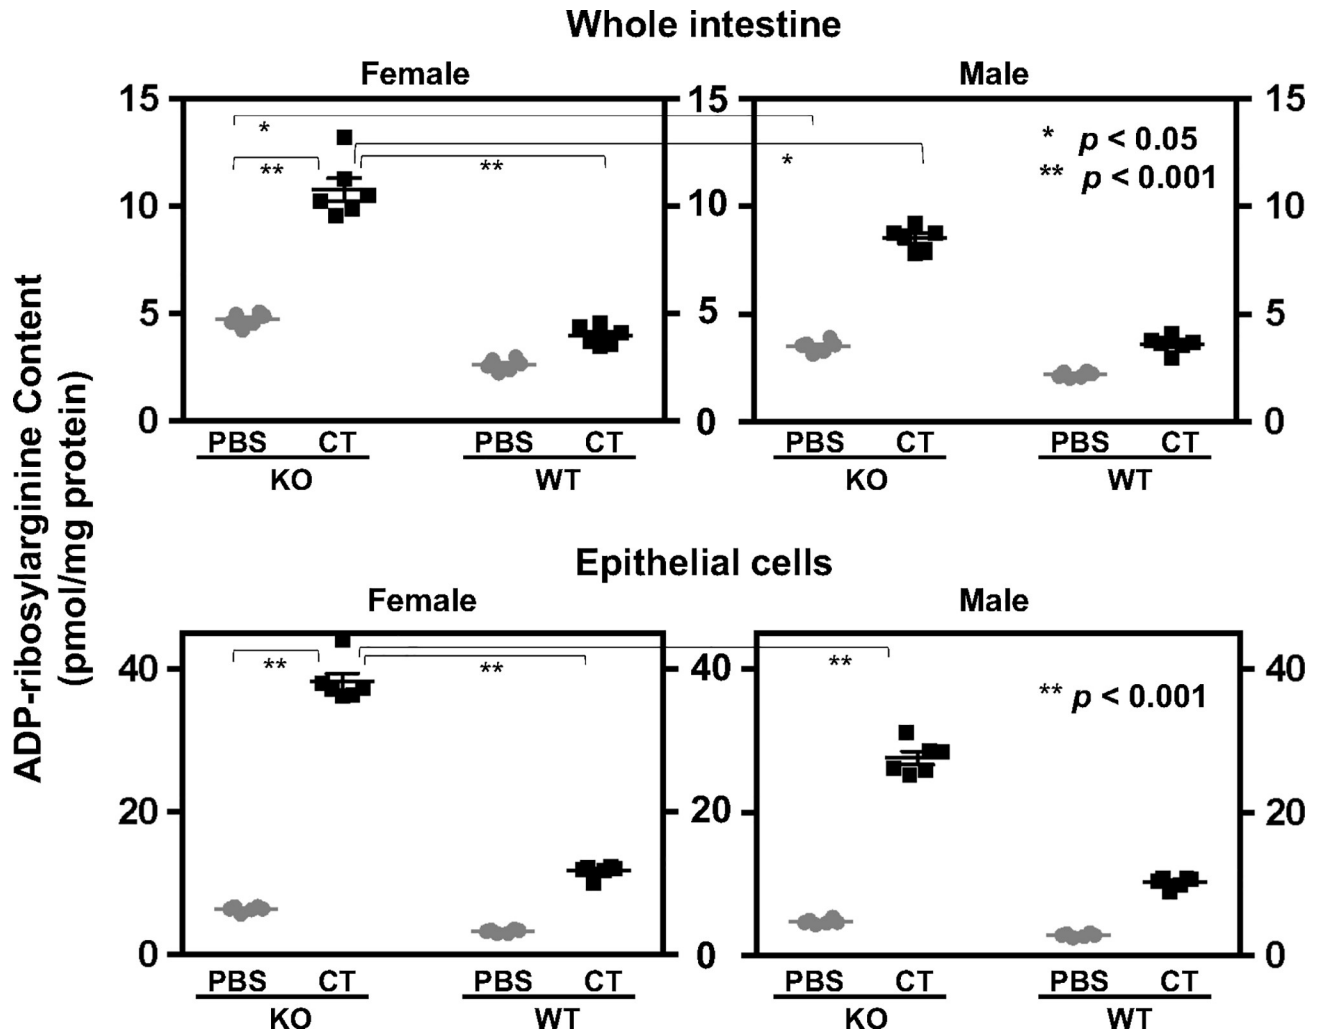 Whole intestine
Female Male
ADP-ribosylarginine Content
(pmol/mg protein)
15 15 15
10 10 10
5 5 5
0 0 0
* ** ** *
* p < 0.05
** p < 0.001
PBS CT PBS CT PBS CT PBS CT
KO WT KO WT
Epithelial cells
Female Male
40 40 40
20 20 20
0 0 0
** ** **
** p < 0.001
PBS CT PBS CT PBS CT PBS CT
KO WT KO WT